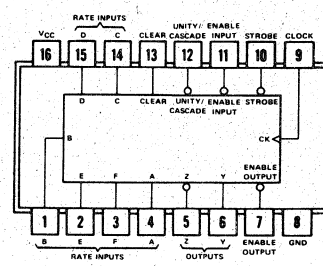 RATE INPUTS
VCC D C CLEAR UNITY/ CASCADE ENABLE INPUT STROBE CLOCK
16 15 14 13 12 11 10 9
D C CLEAR UNITY/ CASCADE ENABLE INPUT STROBE
B CK
ENABLE OUTPUT
E F A Z Y
1 2 3 4 5 6 7 8
B E F A Z Y ENABLE OUTPUT GND
RATE INPUTS OUTPUTS